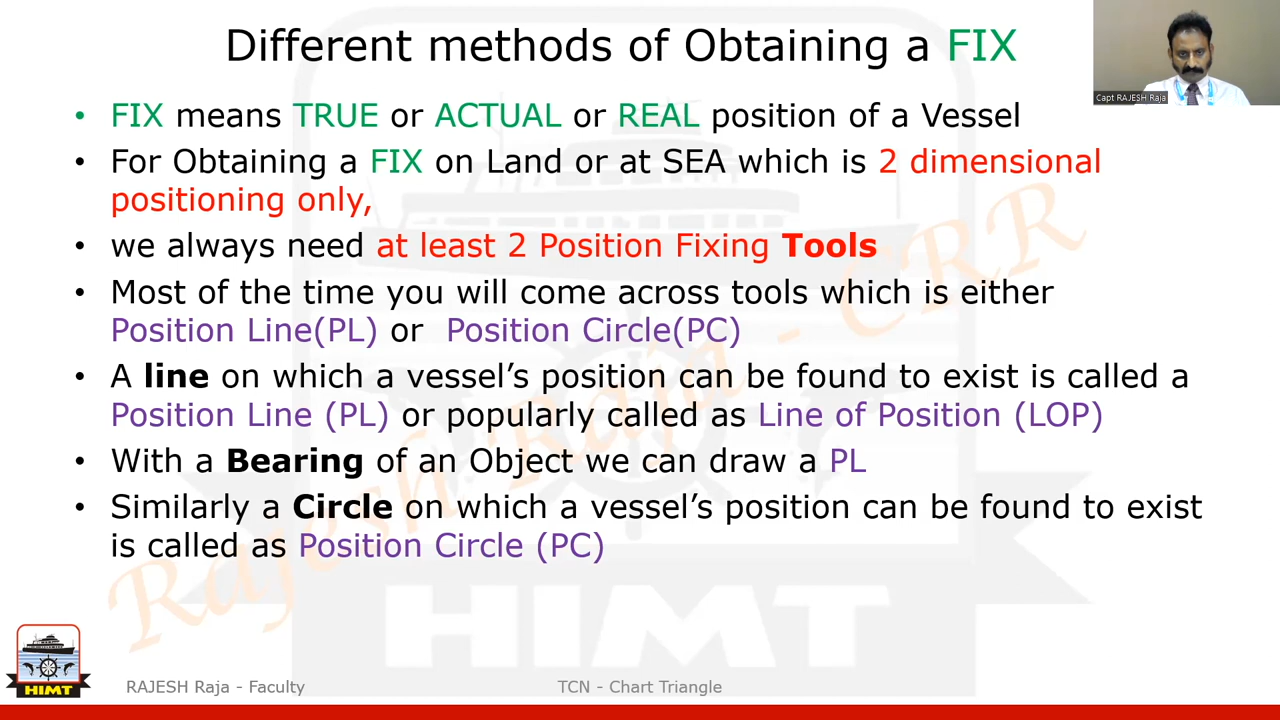 Different methods of Obtaining a FIX
Capt RAJESH Raja
• FIX means TRUE or ACTUAL or REAL position of a Vessel
• For Obtaining a FIX on Land or at SEA which is 2 dimensional
positioning only,
• we always need at least 2 Position Fixing Tools
• Most of the time you will come across tools which is either
Position Line(PL) or Position Circle(PC)
• A line on which a vessel’s position can be found to exist is called a
Position Line (PL) or popularly called as Line of Position (LOP)
• With a Bearing of an Object we can draw a PL
• Similarly a Circle on which a vessel’s position can be found to exist
is called as Position Circle (PC)
Rajesh Raja - CRR
HIMT
HIMT
RAJESH Raja - Faculty
TCN - Chart Triangle